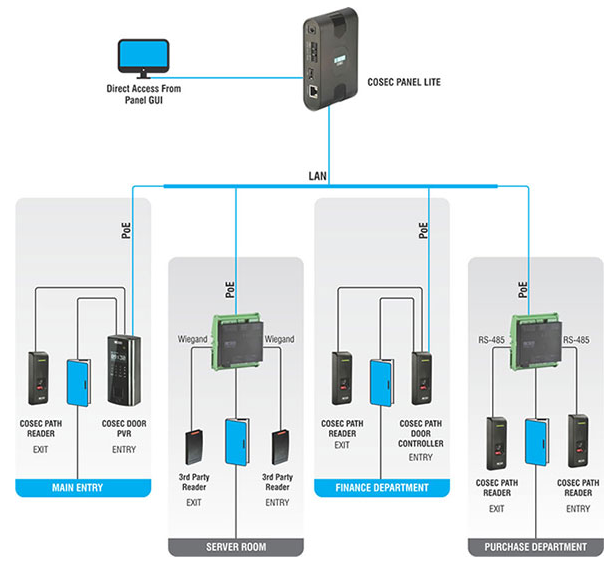 Direct Access From
Panel GUI
COSEC PANEL LITE
LAN
PoE
PoE
PoE
PoE
COSEC PATH
READER
EXIT
COSEC DOOR
PVR
ENTRY
MAIN ENTRY
Wiegand
Wiegand
3rd Party
Reader
EXIT
3rd Party
Reader
ENTRY
SERVER ROOM
COSEC PATH
READER
EXIT
COSEC PATH
DOOR
CONTROLLER
ENTRY
FINANCE DEPARTMENT
RS-485
RS-485
COSEC PATH
READER
EXIT
COSEC PATH
READER
ENTRY
PURCHASE DEPARTMENT